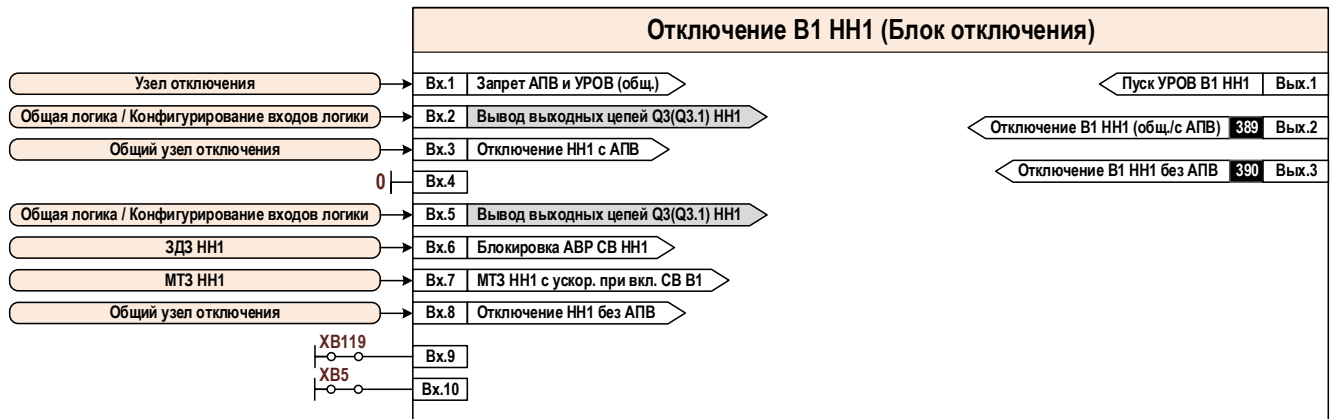 Отключение В1 НН1 (Блок отключения)
Узел отключения Вх.1 Запрет АПВ и УРОВ (общ.) Пуск УРОВ В1 НН1 Вых.1
Общая логика / Конфигурирование входов логики Вх.2 Вывод выходных цепей Q3(Q3.1) НН1
Отключение В1 НН1 (общ./с АПВ) 389 Вых.2
Общий узел отключения Вх.3 Отключение НН1 с АПВ
Отключение В1 НН1 без АПВ 390 Вых.3
0 Вх.4
Общая логика / Конфигурирование входов логики Вх.5 Вывод выходных цепей Q3(Q3.1) НН1
ЗДЗ НН1 Вх.6 Блокировка АВР СВ НН1
МТЗ НН1 Вх.7 МТЗ НН1 с ускор. при вкл. СВ В1
Общий узел отключения Вх.8 Отключение НН1 без АПВ
XB119 Вх.9
XB5 Вх.10